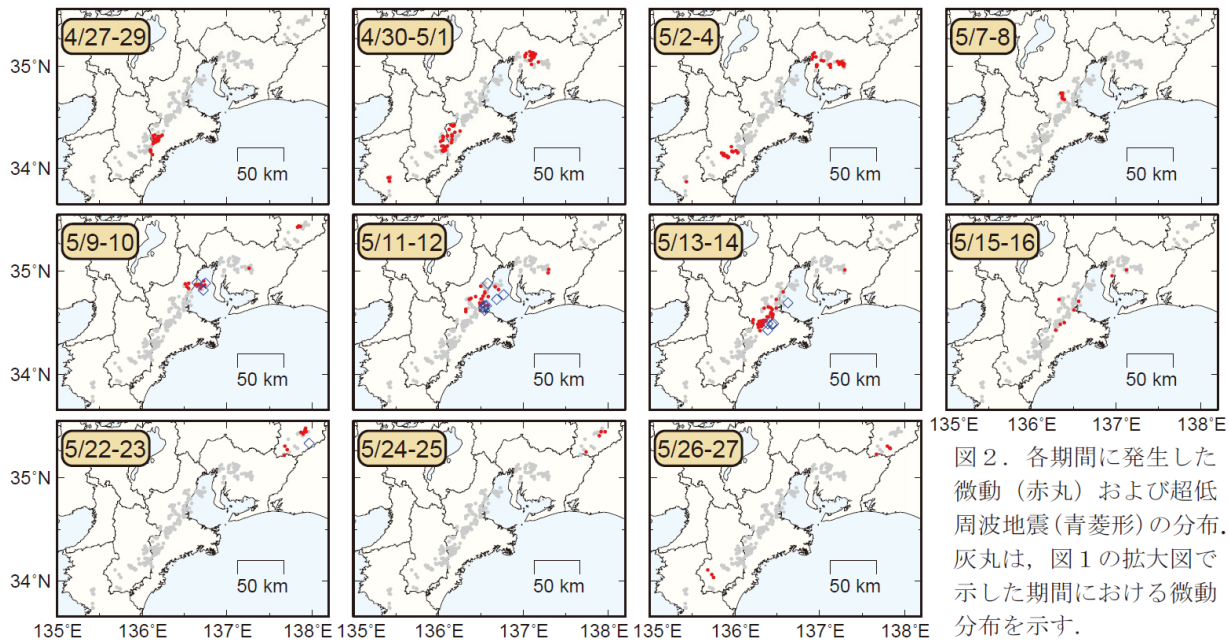 4/27-29
4/30-5/1
5/2-4
5/7-8
35°N
34°N
50 km
50 km
50 km
50 km
5/9-10
5/11-12
5/13-14
5/15-16
35°N
34°N
50 km
50 km
50 km
50 km
135°E 136°E 137°E 138°E
5/22-23
5/24-25
5/26-27
35°N
34°N
50 km
50 km
50 km
135°E 136°E 137°E 138°E
135°E 136°E 137°E 138°E
135°E 136°E 137°E 138°E
図２．各期間に発生した
微動（赤丸）および超低
周波地震(青菱形)の分布．
灰丸は，図１の拡大図で
示した期間における微動
分布を示す．